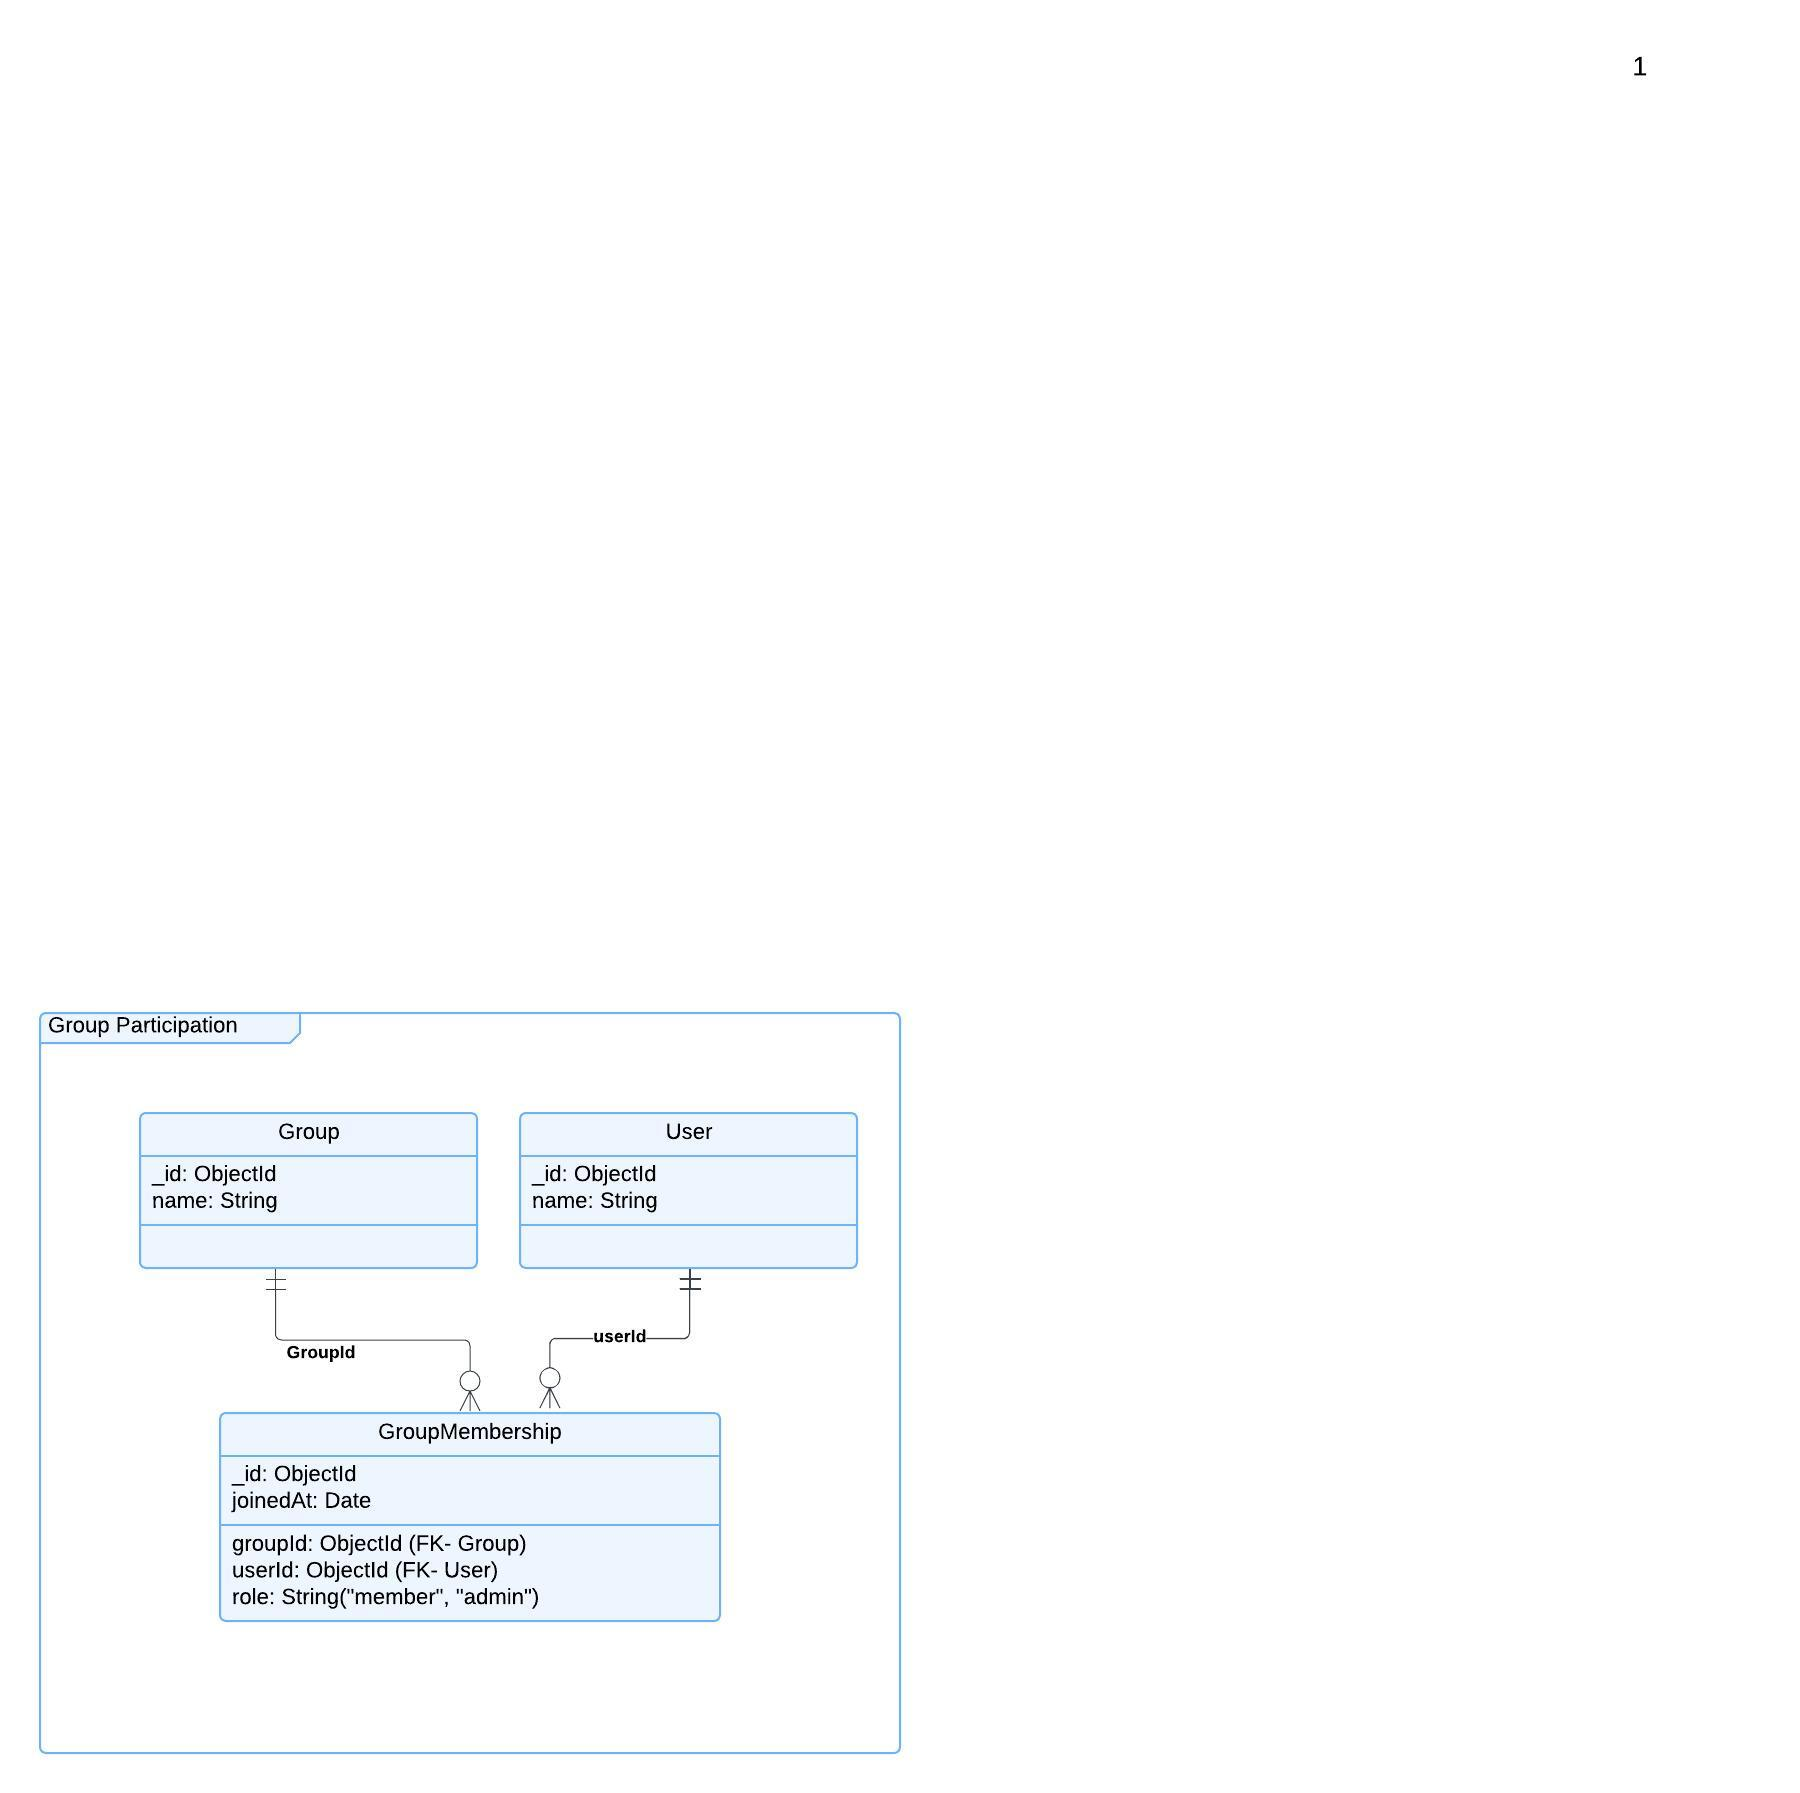 1
Group Participation
Group
_id: ObjectId
name: String
User
_id: ObjectId
name: String
GroupId
userId
GroupMembership
_id: ObjectId
joinedAt: Date
groupId: ObjectId (FK- Group)
userId: ObjectId (FK- User)
role: String("member", "admin")